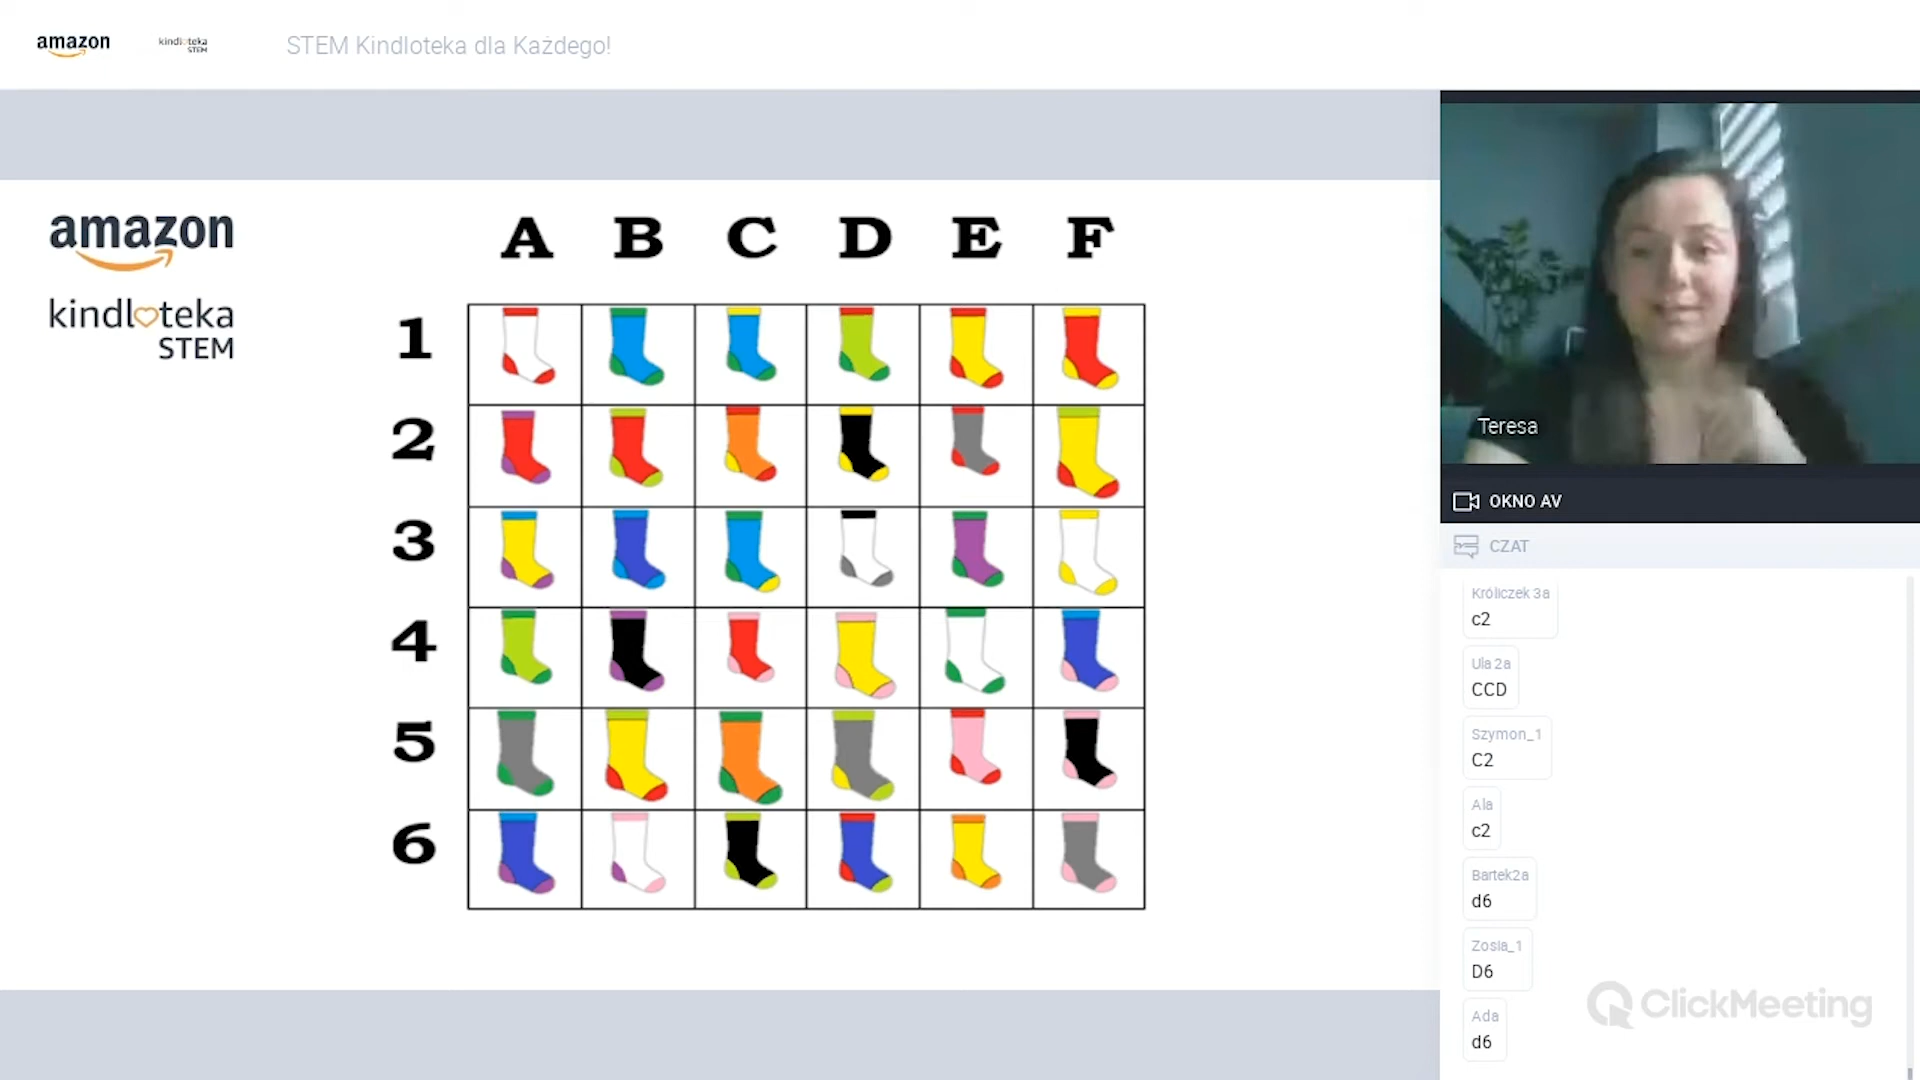 amazon
kindloteka
STEM
STEM Kindloteka dla Każdego!
amazon
kindloteka
STEM
A B C D E F
1
2
3
4
5
6
Teresa
OKNO AV
CZAT
Króliczek 3a
c2
Ula 2a
CCD
Szymon_1
C2
Ala
c2
Bartek2a
d6
Zosia_1
D6
Ada
d6
ClickMeeting